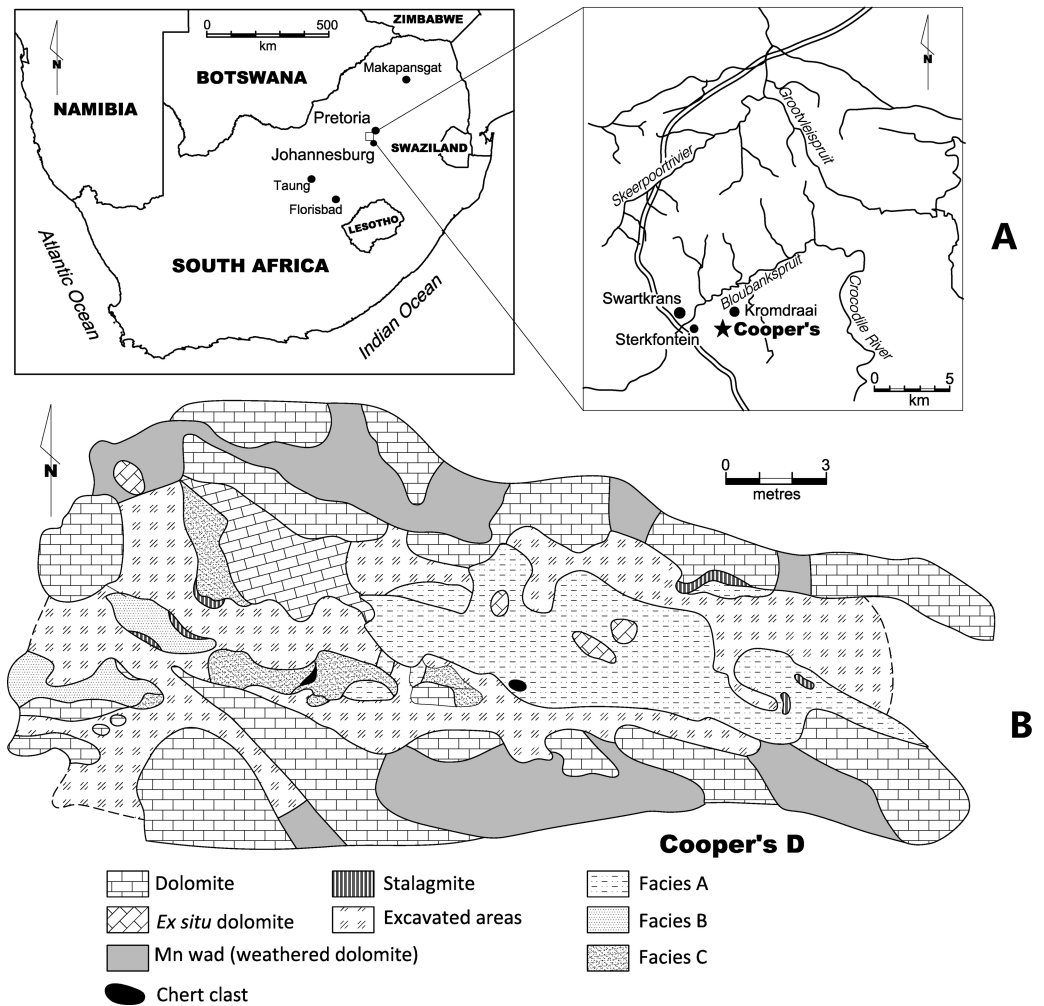 ZIMBABWE
0 500
km
N
BOTSWANA
Makapansgat
NAMIBIA
Pretoria
SWAZILAND
Johannesburg
Taung
Florisbad
LESOTHO
SOUTH AFRICA
Atlantic Ocean
Indian Ocean
N
Grootvleispruit
Skeerpoortrivier
Bloubankspruit
Swartkrans
Kromdraai
Cooper's
Sterkfontein
Crocodile River
0 5
km
A
N
0 3
metres
B
Cooper's D
Dolomite
Stalagmite
Facies A
Ex situ dolomite
Excavated areas
Facies B
Mn wad (weathered dolomite)
Facies C
Chert clast